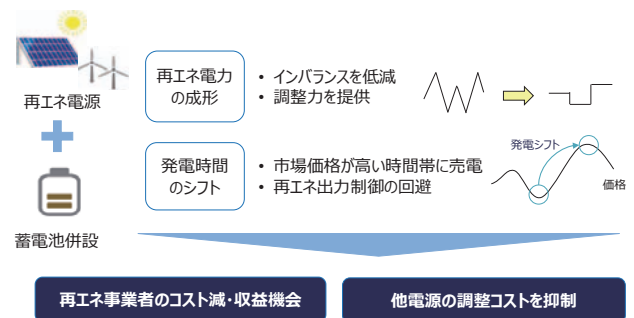 再エネ電源
蓄電池併設
再エネ電力
の成形
• インバランスを低減
• 調整力を提供
発電時間
のシフト
• 市場価格が高い時間帯に売電
• 再エネ出力制御の回避
発電シフト
価格
再エネ事業者のコスト減・収益機会
他電源の調整コストを抑制